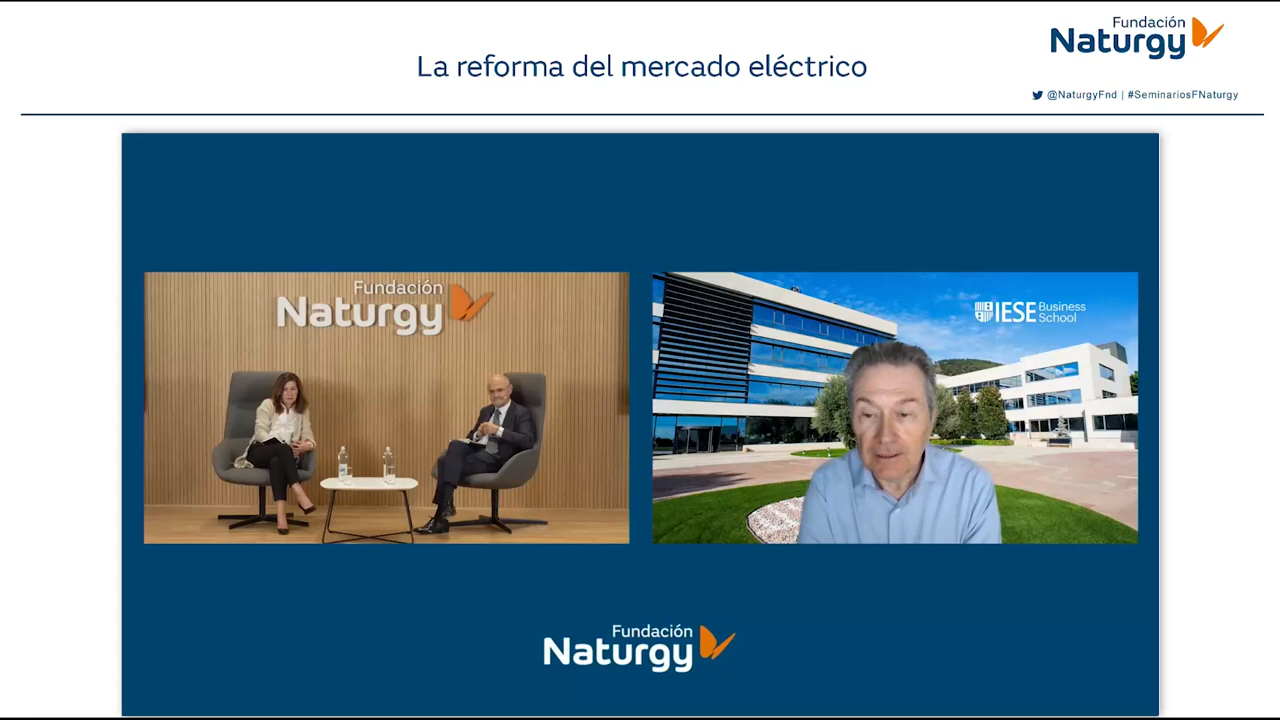 La reforma del mercado eléctrico
Fundación
Naturgy
@NaturgyFnd | #SeminariosFNaturgy
Fundación
Naturgy
IESE Business
School
Fundación
Naturgy